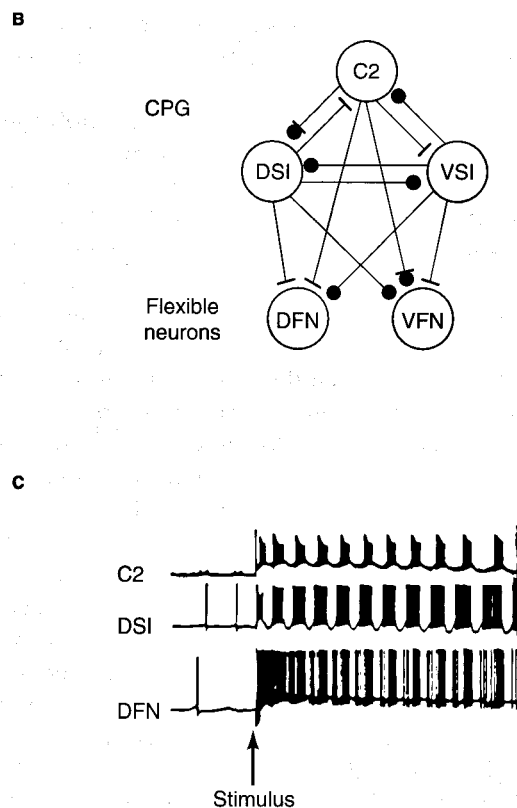 B
C2
CPG
DSI
VSI
Flexible
neurons
DFN
VFN
C
C2
DSI
DFN
Stimulus